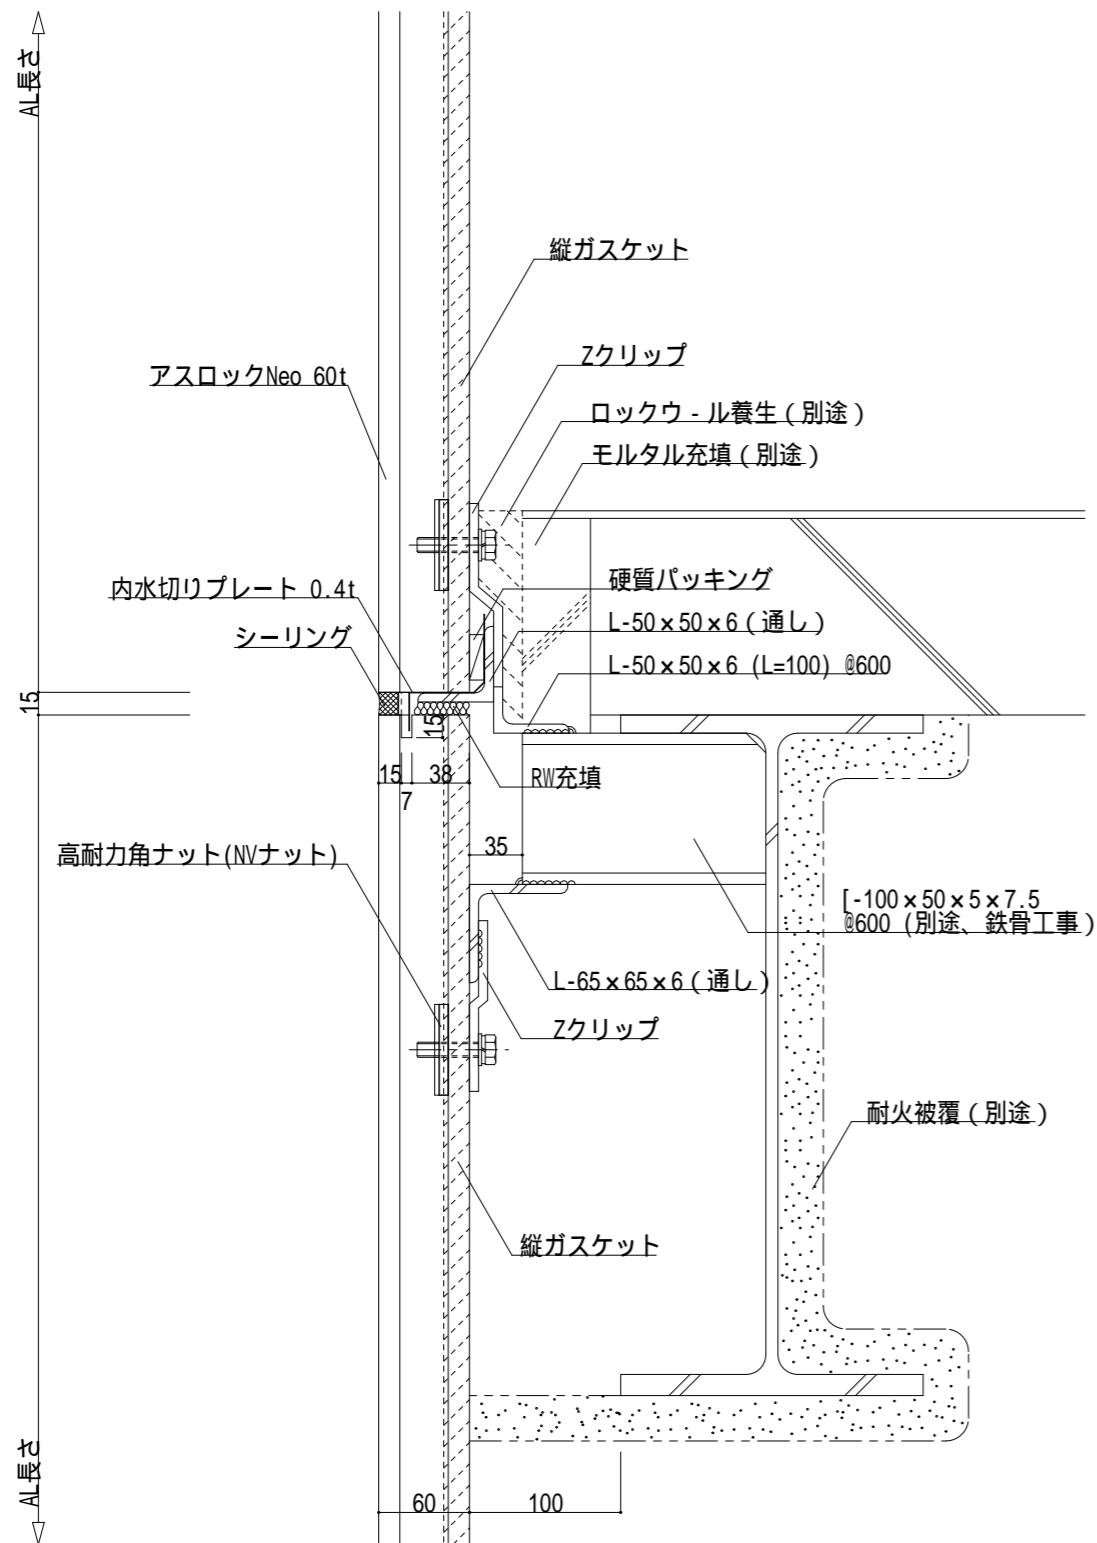 AL長さ
縦ガスケット
Zクリップ
アスロックNeo 60t
ロックウ-ル養生(別途)
モルタル充填(別途)
内水切りプレート 0.4t
硬質パッキング
シーリング
L-50×50×6(通し)
L-50×50×6 (L=100) @600
15
15
15
38
7
RW充填
高耐力角ナット(NVナット)
35
[-100×50×5×7.5
@600 (別途、鉄骨工事)
L-65×65×6(通し)
Zクリップ
耐火被覆(別途)
縦ガスケット
AL長さ
60
100